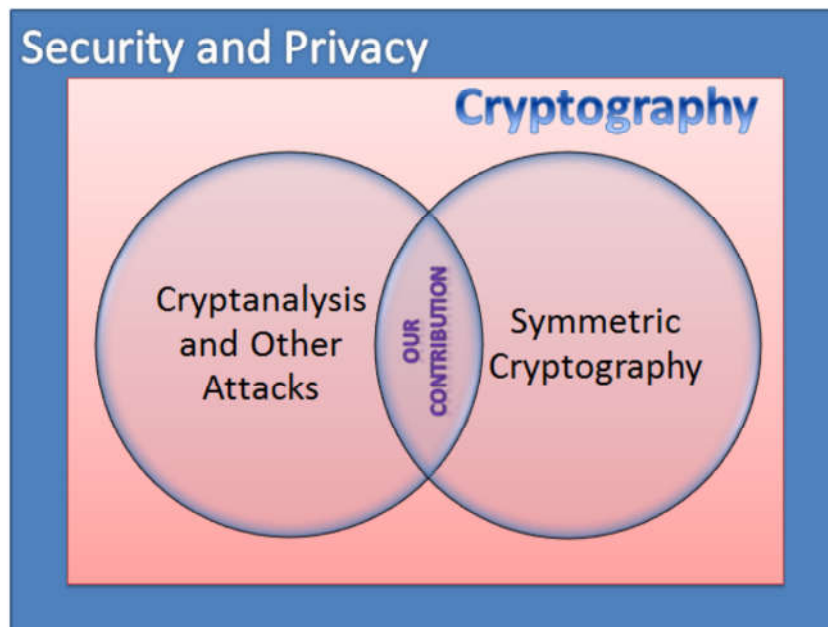 Security and Privacy
Cryptography
Cryptanalysis
and Other
Attacks
OUR
CONTRIBUTION
Symmetric
Cryptography